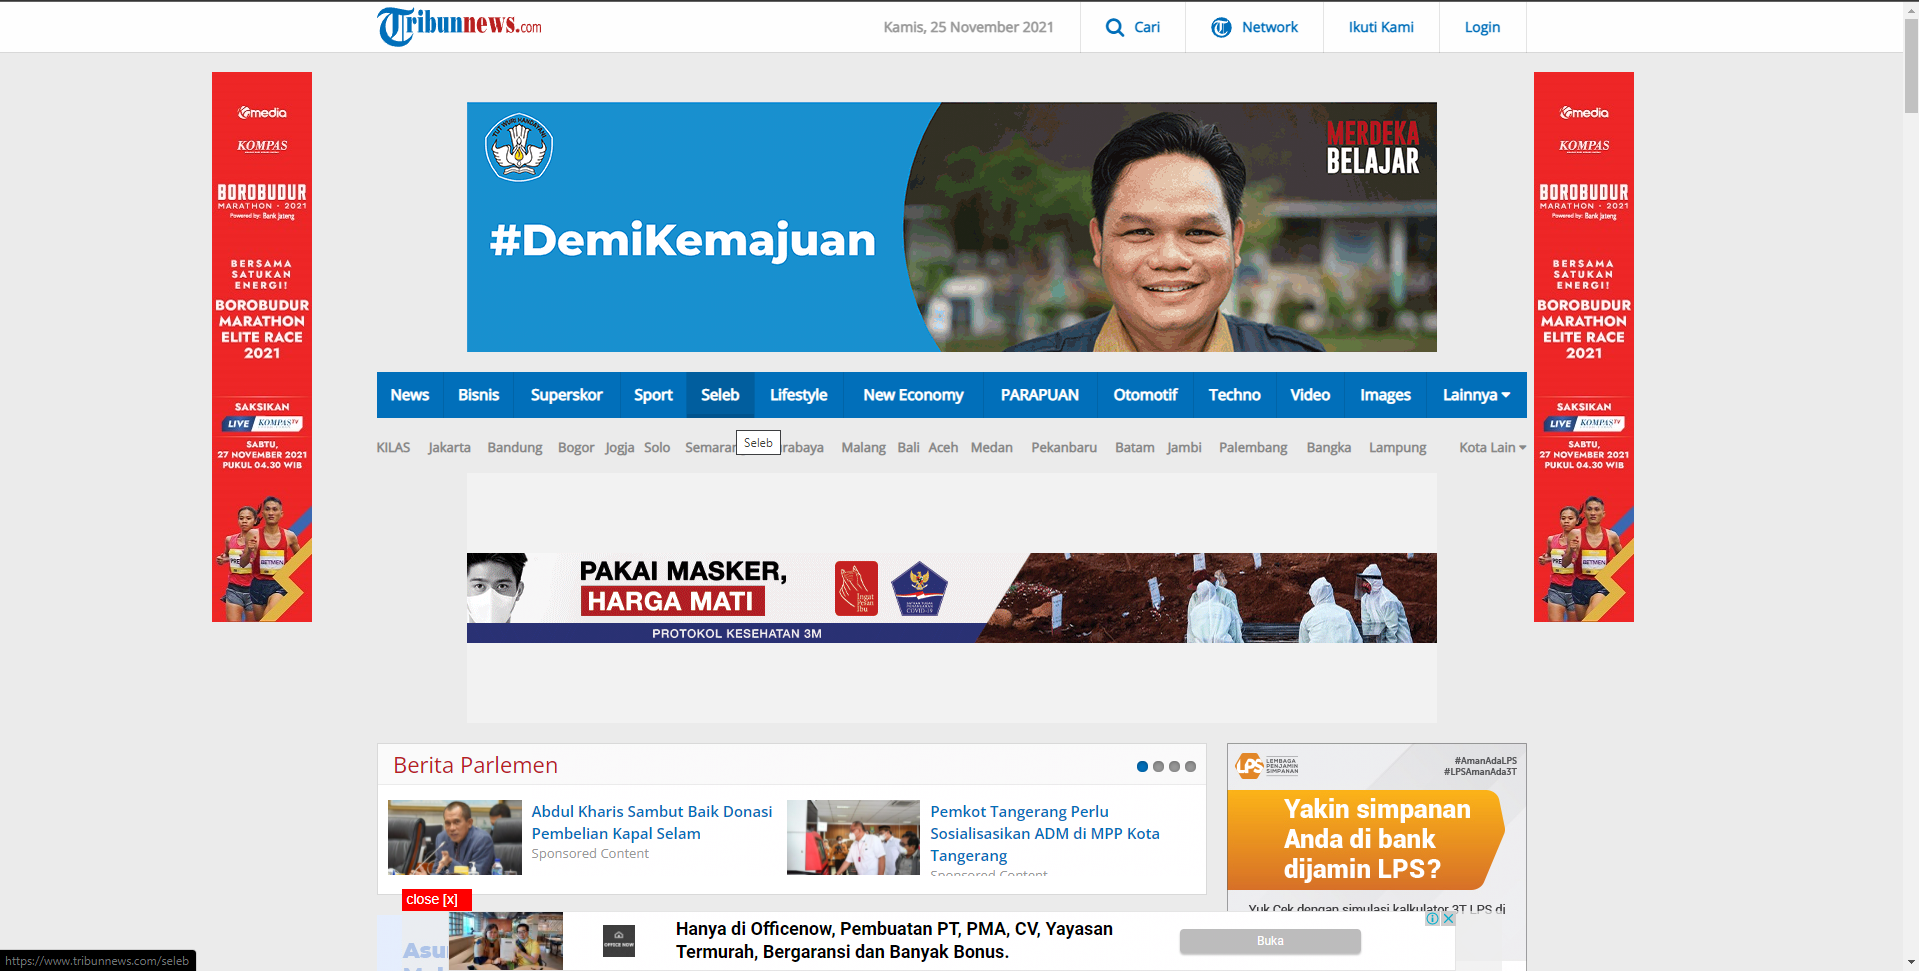 Tribunnews.com
Kamis, 25 November 2021
Cari
Network
Ikuti Kami
Login
media
KOMPAS
BOROBUDUR
MARATHON · 2021
Powered by: Bank Jateng
BERSAMA
SATUKAN
ENERGI!
BOROBUDUR
MARATHON
ELITE RACE
2021
SAKSIKAN
LIVE KOMPASTV
SABTU,
27 NOVEMBER 2021
PUKUL 04.30 WIB
BETMEN
TUT WURI HANDAYANI
#DemiKemajuan
MERDEKA
BELAJAR
media
KOMPAS
BOROBUDUR
MARATHON · 2021
Powered by: Bank Jateng
BERSAMA
SATUKAN
ENERGI!
BOROBUDUR
MARATHON
ELITE RACE
2021
SAKSIKAN
LIVE KOMPASTV
SABTU,
27 NOVEMBER 2021
PUKUL 04.30 WIB
BETMEN
News Bisnis Superskor Sport Seleb Lifestyle New Economy PARAPUAN Otomotif Techno Video Images Lainnya
KILAS Jakarta Bandung Bogor Jogja Solo Semaran Seleb rabaya Malang Bali Aceh Medan Pekanbaru Batam Jambi Palembang Bangka Lampung Kota Lain
PAKAI MASKER,
HARGA MATI
Ingat
Pesan
Ibu
COVID-19
PROTOKOL KESEHATAN 3M
Berita Parlemen
Abdul Kharis Sambut Baik Donasi
Pembelian Kapal Selam
Sponsored Content
Pemkot Tangerang Perlu
Sosialisasikan ADM di MPP Kota
Tangerang
Sponsored Content
LPS LEMBAGA
PENJAMIN
SIMPANAN
#AmanAdaLPS
#LPSAmanAda3T
Yakin simpanan
Anda di bank
dijamin LPS?
Yuk Cek dengan simulasi kalkulator 3T LPS di
close [x]
Asu
OFFICE NOW
Hanya di Officenow, Pembuatan PT, PMA, CV, Yayasan
Termurah, Bergaransi dan Banyak Bonus.
Buka
https://www.tribunnews.com/seleb